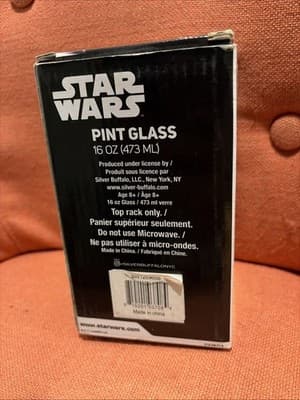 STAR
WARS
PINT GLASS
16 OZ (473 ML)
Produced under license by /
Produit sous licence par
Silver Buffalo, LLC., New York, NY
www.silver-buffalo.com
Age 8+ / Âge 8+
16 oz Glass / 473 ml verre
Top rack only. /
Panier supérieur seulement.
Do not use Microwave. /
Ne pas utiliser à micro-ondes.
Made in China. / Fabriqué en Chine.
@SILVERBUFFALONYC
Made in china
www.starwars.com